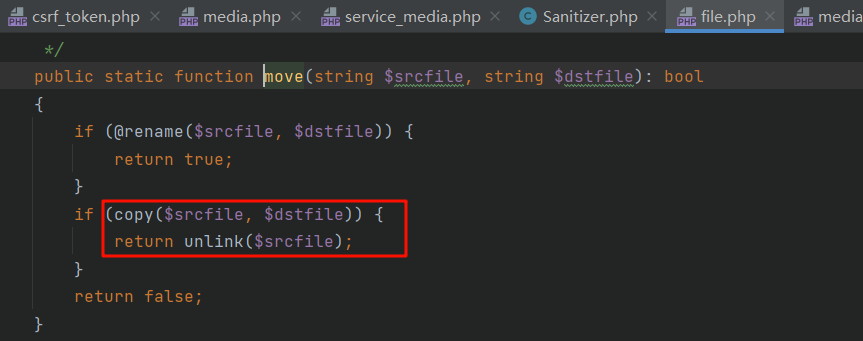 csrf_token.php × media.php × service_media.php × Sanitizer.php × file.php × media
*/
public static function move(string $srcfile, string $dstfile): bool
{
if (@rename($srcfile, $dstfile)) {
return true;
}
if (copy($srcfile, $dstfile)) {
return unlink($srcfile);
}
return false;
}